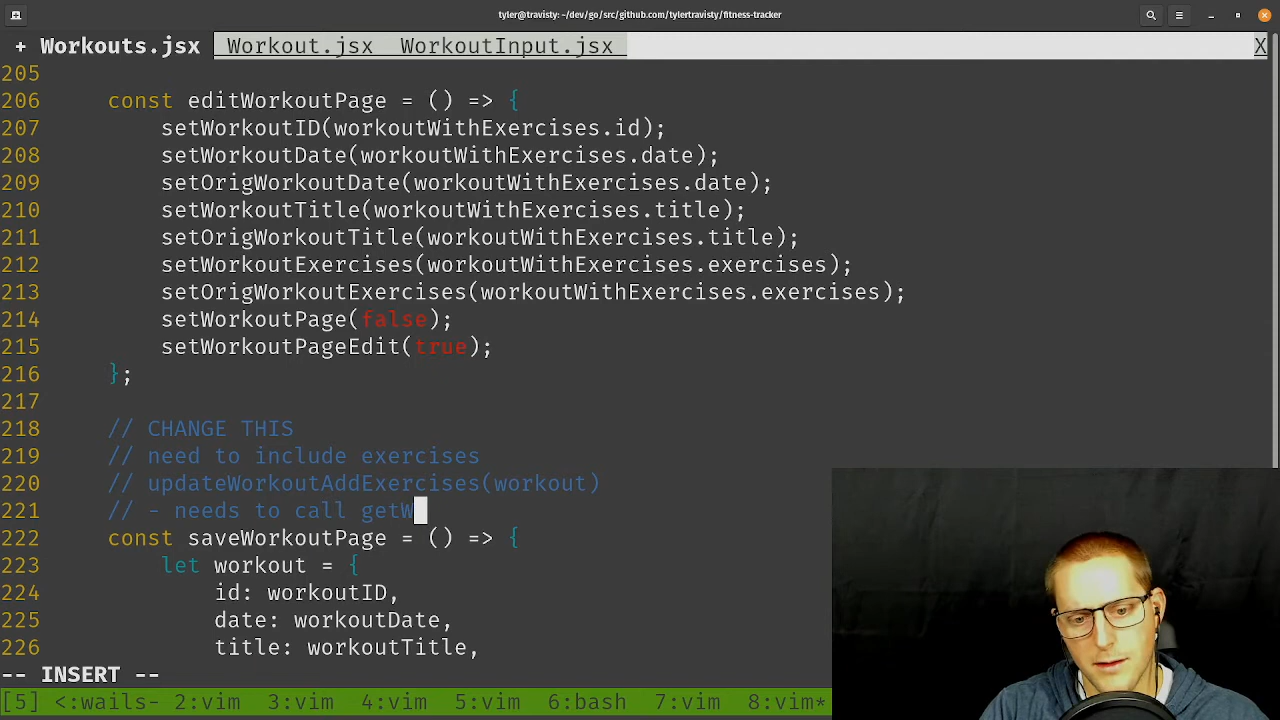 tyler@travisty: ~/dev/go/src/github.com/tylertravisty/fitness-tracker
+ Workouts.jsx  Workout.jsx  WorkoutInput.jsx  X
205
206 const editWorkoutPage = () => {
207 setWorkoutID(workoutWithExercises.id);
208 setWorkoutDate(workoutWithExercises.date);
209 setOrigWorkoutDate(workoutWithExercises.date);
210 setWorkoutTitle(workoutWithExercises.title);
211 setOrigWorkoutTitle(workoutWithExercises.title);
212 setWorkoutExercises(workoutWithExercises.exercises);
213 setOrigWorkoutExercises(workoutWithExercises.exercises);
214 setWorkoutPage(false);
215 setWorkoutPageEdit(true);
216 };
217
218 // CHANGE THIS
219 // need to include exercises
220 // updateWorkoutAddExercises(workout)
221 // - needs to call getW
222 const saveWorkoutPage = () => {
223 let workout = {
224 id: workoutID,
225 date: workoutDate,
226 title: workoutTitle,
-- INSERT --
[5] <:wails- 2:vim 3:vim 4:vim 5:vim 6:bash 7:vim 8:vim*